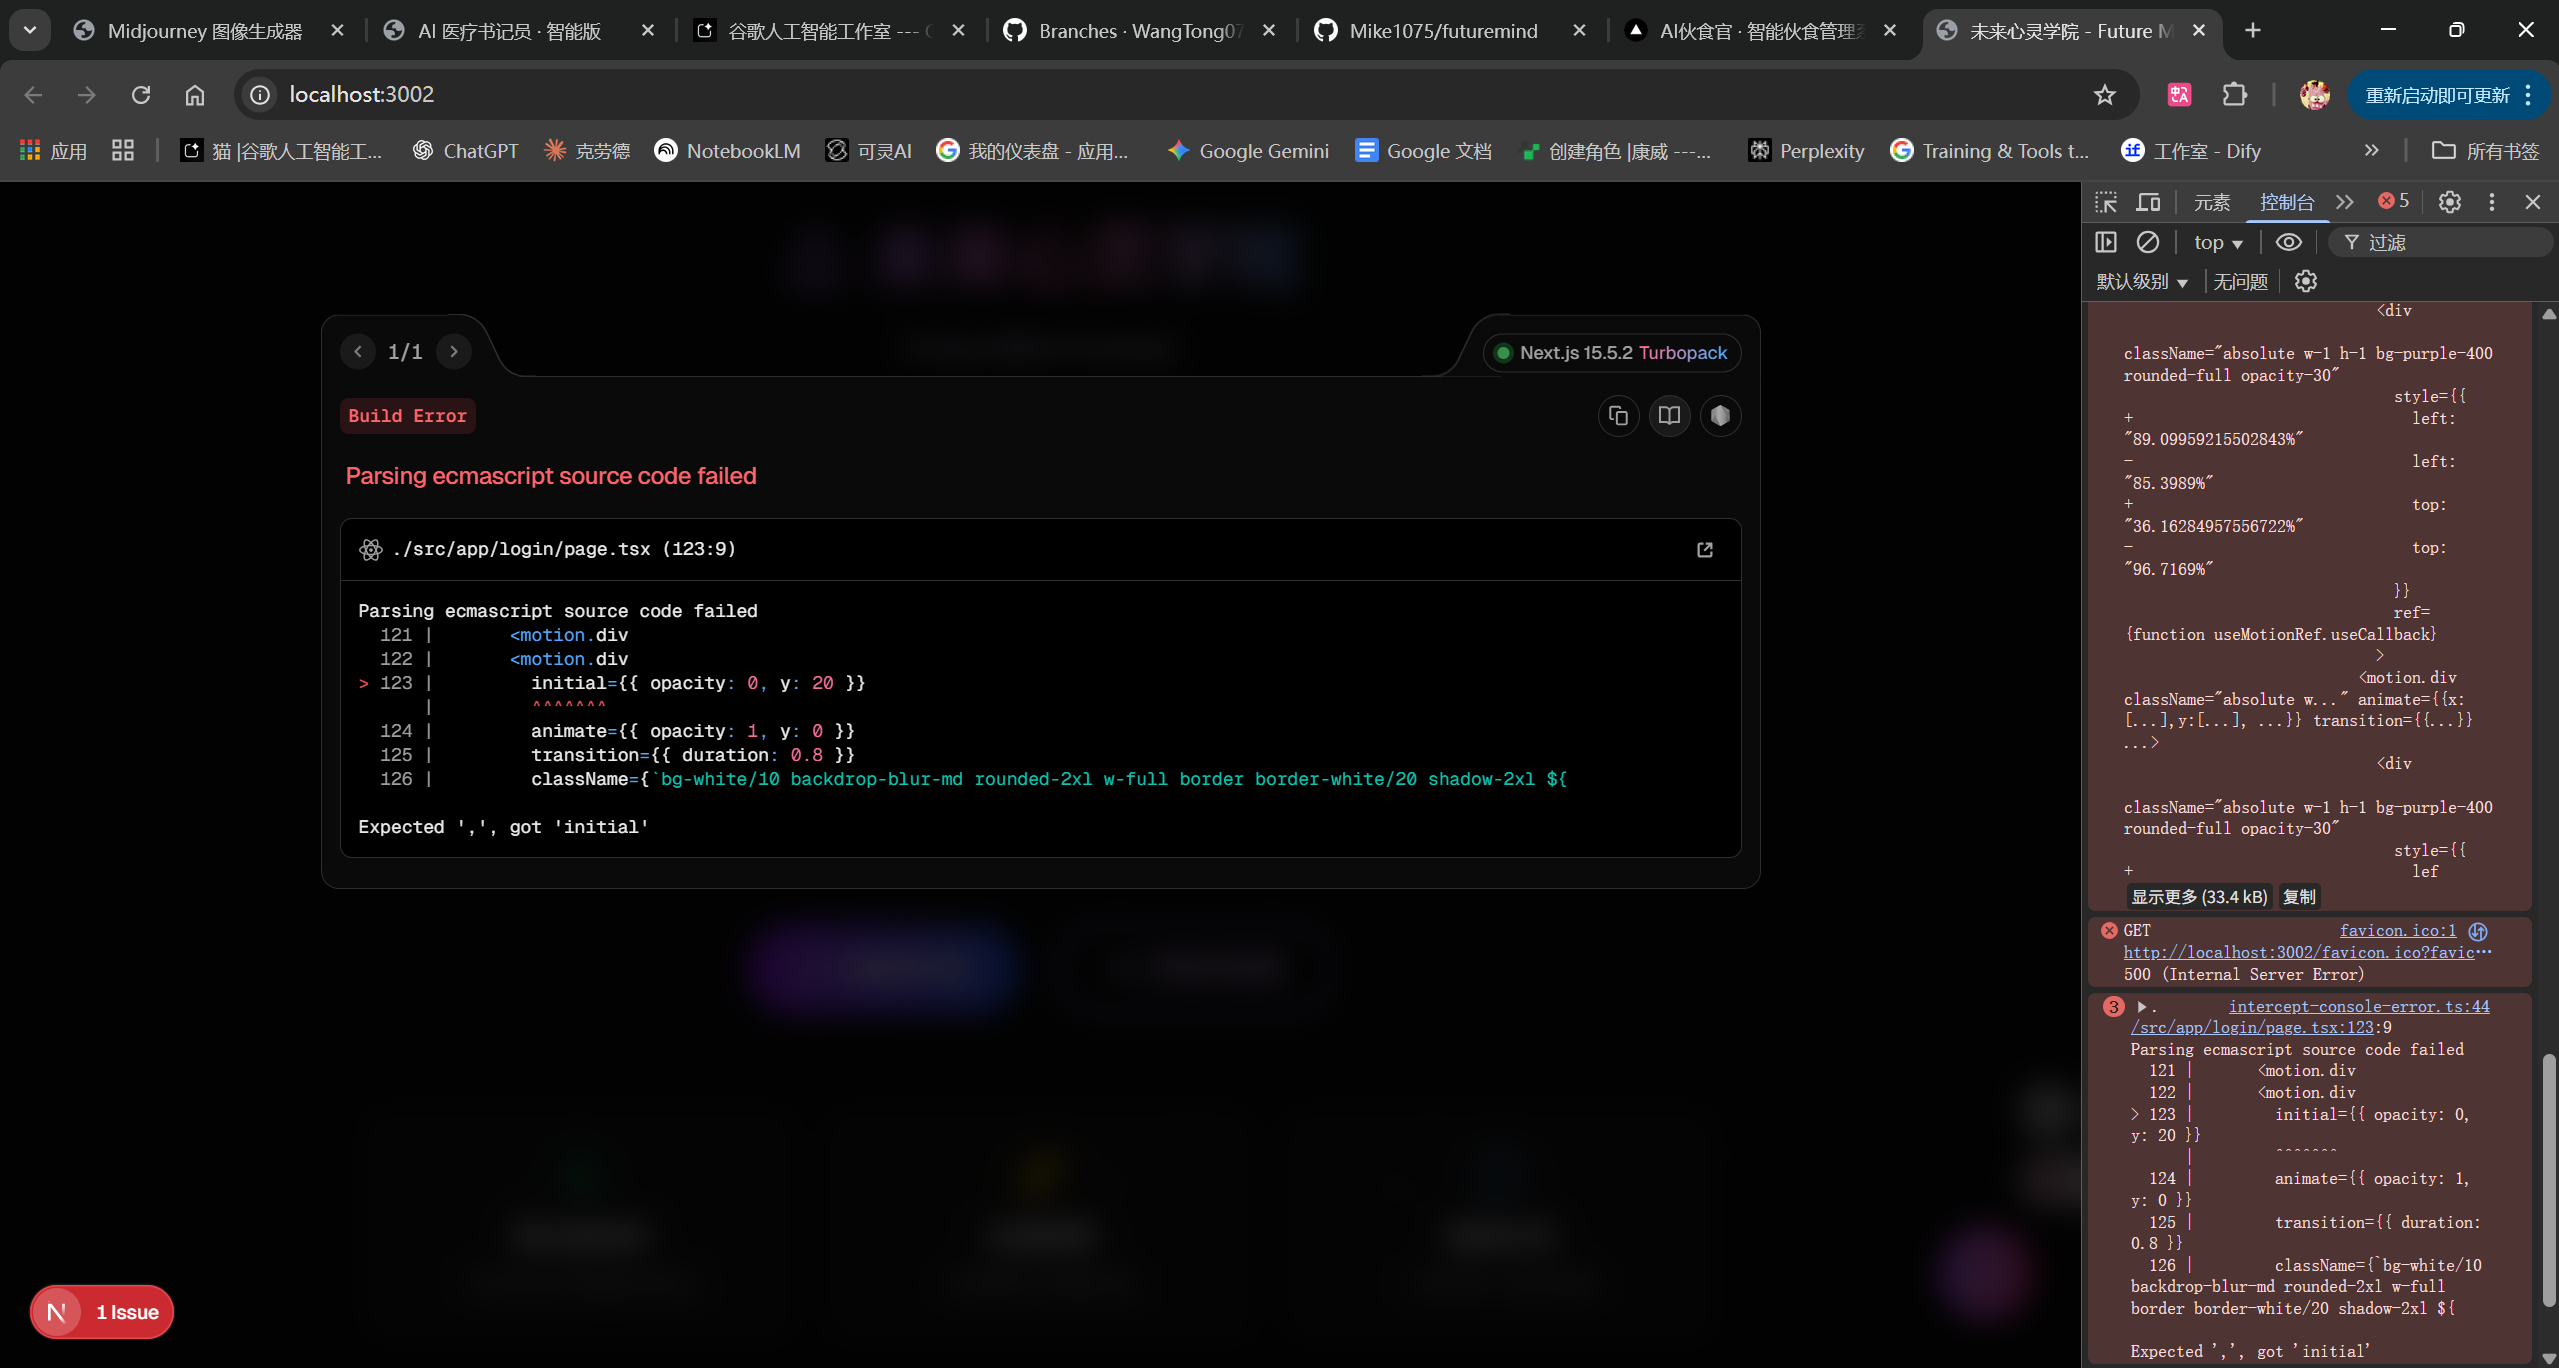 Midjourney 图像生成器
AI 医疗书记员 · 智能版
谷歌人工智能工作室 ---
Branches · WangTong07
Mike1075/futuremind
AI伙食官 · 智能伙食管理系
未来心灵学院 - Future M
localhost:3002
重新启动即可更新
应用
猫 |谷歌人工智能工...
ChatGPT
克劳德
NotebookLM
可灵AI
我的仪表盘 - 应用...
Google Gemini
Google 文档
创建角色 |康威 ---...
Perplexity
Training & Tools t...
工作室 - Dify
所有书签
1/1
Next.js 15.5.2 Turbopack
Build Error
Parsing ecmascript source code failed
./src/app/login/page.tsx (123:9)
Parsing ecmascript source code failed
121 |       <motion.div
122 |       <motion.div
> 123 |         initial={{ opacity: 0, y: 20 }}
|         ^^^^^^^
124 |         animate={{ opacity: 1, y: 0 }}
125 |         transition={{ duration: 0.8 }}
126 |         className={`bg-white/10 backdrop-blur-md rounded-2xl w-full border border-white/20 shadow-2xl ${
Expected ',', got 'initial'
N 1 Issue
元素
控制台
5
top
过滤
默认级别
无问题
<div
className="absolute w-1 h-1 bg-purple-400
rounded-full opacity-30"
style={{
+ left:
"89.09959215502843%"
- left:
"85.3989%"
+ top:
"36.16284957556722%"
- top:
"96.7169%"
}}
ref=
{function useMotionRef.useCallback}
>
<motion.div
className="absolute w..." animate={{x:
[...],y:[...], ...}} transition={{...}}
...>
<div
className="absolute w-1 h-1 bg-purple-400
rounded-full opacity-30"
style={{
+ lef
显示更多 (33.4 kB) 复制
GET favicon.ico:1
http://localhost:3002/favicon.ico?favic…
500 (Internal Server Error)
3 ▶. intercept-console-error.ts:44
/src/app/login/page.tsx:123:9
Parsing ecmascript source code failed
121 |       <motion.div
122 |       <motion.div
> 123 |         initial={{ opacity: 0,
y: 20 }}
|         ^^^^^^^
124 |         animate={{ opacity: 1,
y: 0 }}
125 |         transition={{ duration:
0.8 }}
126 |         className={`bg-white/10
backdrop-blur-md rounded-2xl w-full
border border-white/20 shadow-2xl ${
Expected ',', got 'initial'